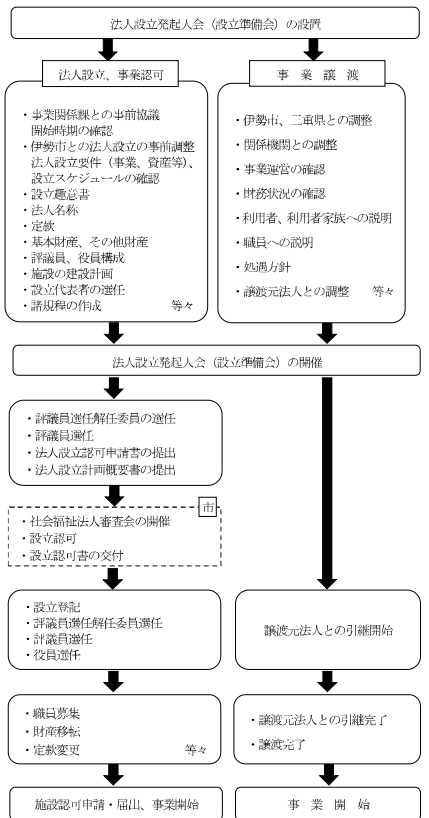 法人設立発起人会（設立準備会）の設置
法人設立、事業認可
・事業関係課との事前協議
開始時期の確認
・伊勢市との法人設立の事前調整
法人設立要件（事業、資産等）、
設立スケジュールの確認
・設立趣意書
・法人名称
・定款
・基本財産、その他財産
・評議員、役員構成
・施設の建設計画
・設立代表者の選任
・諸規程の作成　等々
事　業　譲　渡
・伊勢市、三重県との調整
・関係機関との調整
・事業運営の確認
・財務状況の確認
・利用者、利用者家族への説明
・職員への説明
・処遇方針
・譲渡元法人との調整　等々
法人設立発起人会（設立準備会）の開催
・評議員選任解任委員の選任
・評議員選任
・法人設立認可申請書の提出
・法人設立計画概要書の提出
市
・社会福祉法人審査会の開催
・設立認可
・設立認可書の交付
・設立登記
・評議員選任解任委員選任
・評議員選任
・役員選任
譲渡元法人との引継開始
・職員募集
・財産移転
・定款変更　等々
・譲渡元法人との引継完了
・譲渡完了
施設認可申請・届出、事業開始
事　業　開　始